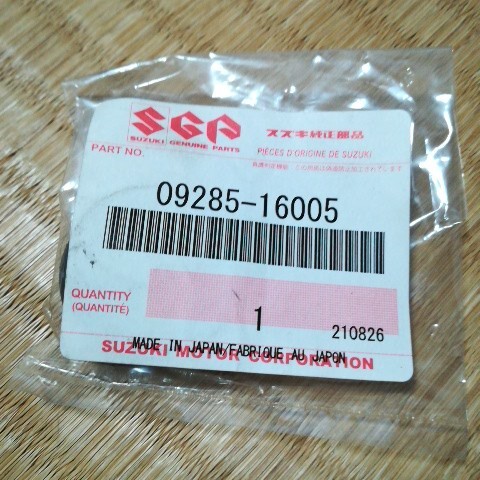 SGP
スズキ純正部品
SUZUKI GENUINE PARTS
PIÈCES D'ORIGINE DE SUZUKI
PART NO.
09285-16005
QUANTITY
(QUANTITÉ)
1
210826
MADE IN JAPAN/FABRIQUE AU JAPON
SUZUKI MOTOR CORPORATION